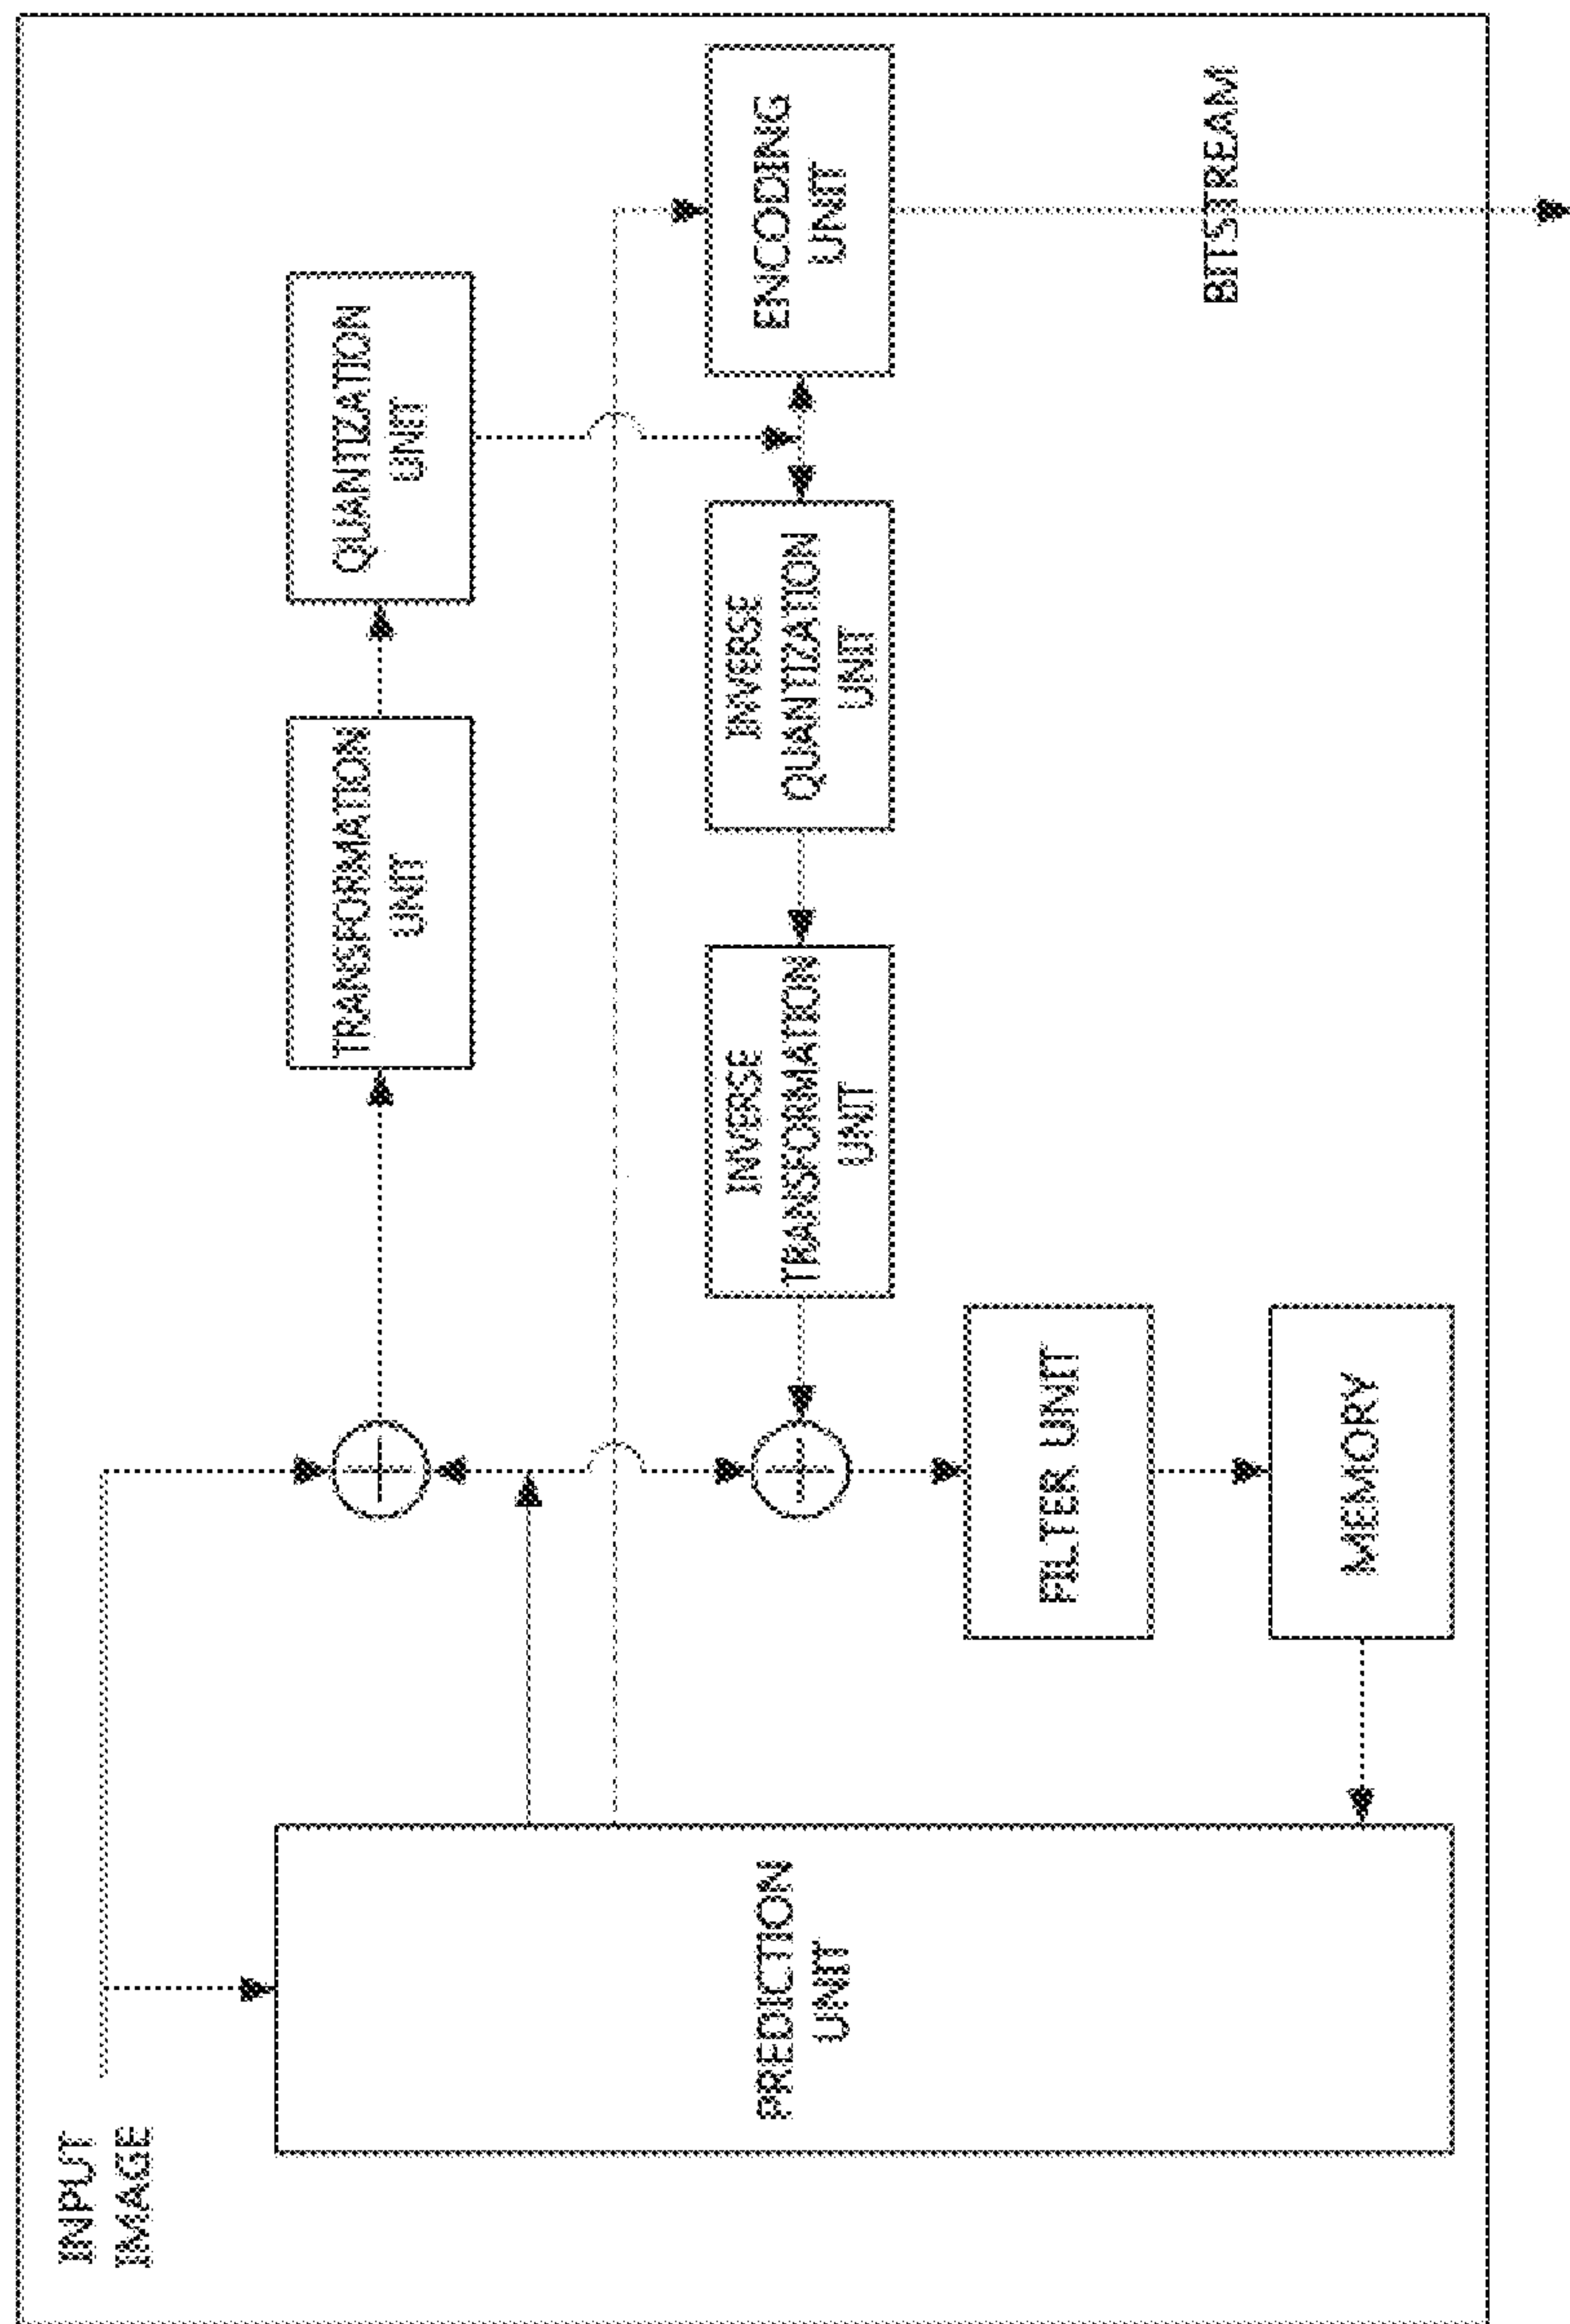 INPUT
IMAGE
TRANSFORMATION
UNIT
QUANTIZATION
UNIT
PREDICTION
UNIT
INVERSE
TRANSFORMATION
UNIT
INVERSE
QUANTIZATION
UNIT
ENCODING
UNIT
FILTER UNIT
MEMORY
BITSTREAM